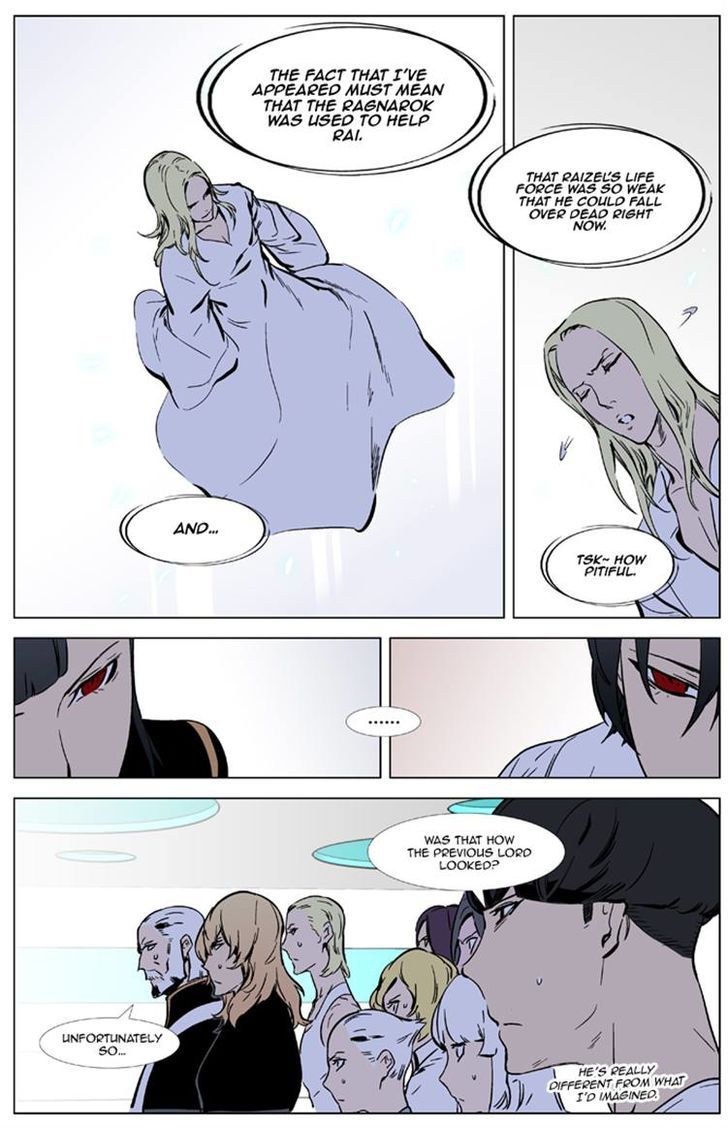 THE FACT THAT I'VE
APPEARED MUST MEAN
THAT THE RAGNAROK
WAS USED TO HELP
RAI.
AND...
THAT RAIZEL'S LIFE
FORCE WAS SO WEAK
THAT HE COULD FALL
OVER DEAD RIGHT
NOW.
TSK~ HOW
PITIFUL.
......
WAS THAT HOW
THE PREVIOUS LORD
LOOKED?
UNFORTUNATELY
SO...
HE'S REALLY
DIFFERENT FROM WHAT
I'D IMAGINED.